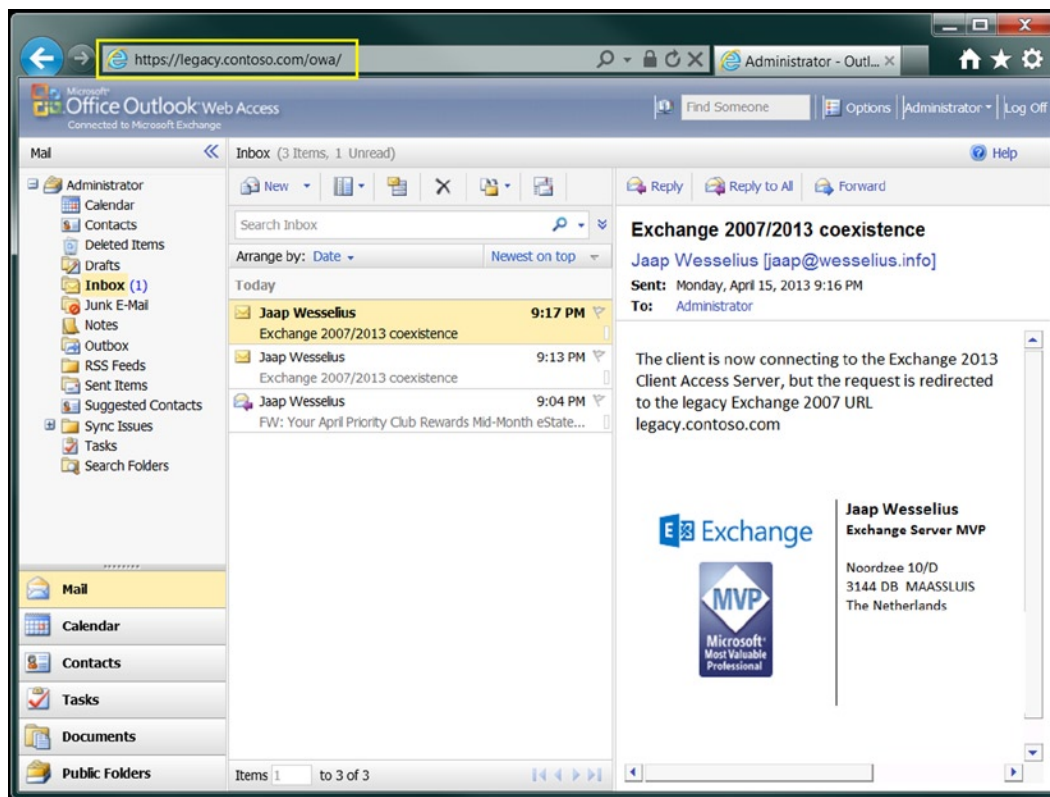 https://legacy.contoso.com/owa/
Administrator - Outl...
Microsoft®
Office Outlook Web Access
Connected to Microsoft Exchange
Find Someone
Options
Administrator
Log Off
Mail
Inbox (3 Items, 1 Unread)
Help
Administrator
Calendar
Contacts
Deleted Items
Drafts
Inbox (1)
Junk E-Mail
Notes
Outbox
RSS Feeds
Sent Items
Suggested Contacts
Sync Issues
Tasks
Search Folders
Mail
Calendar
Contacts
Tasks
Documents
Public Folders
New
Search Inbox
Arrange by: Date
Newest on top
Today
Jaap Wesselius 9:17 PM
Exchange 2007/2013 coexistence
Jaap Wesselius 9:13 PM
Exchange 2007/2013 coexistence
Jaap Wesselius 9:04 PM
FW: Your April Priority Club Rewards Mid-Month eState...
Items 1 to 3 of 3
Reply
Reply to All
Forward
Exchange 2007/2013 coexistence
Jaap Wesselius [jaap@wesselius.info]
Sent: Monday, April 15, 2013 9:16 PM
To: Administrator
The client is now connecting to the Exchange 2013
Client Access Server, but the request is redirected
to the legacy Exchange 2007 URL
legacy.contoso.com
Exchange
MVP
Microsoft®
Most Valuable
Professional
Jaap Wesselius
Exchange Server MVP
Noordzee 10/D
3144 DB MAASSLUIS
The Netherlands